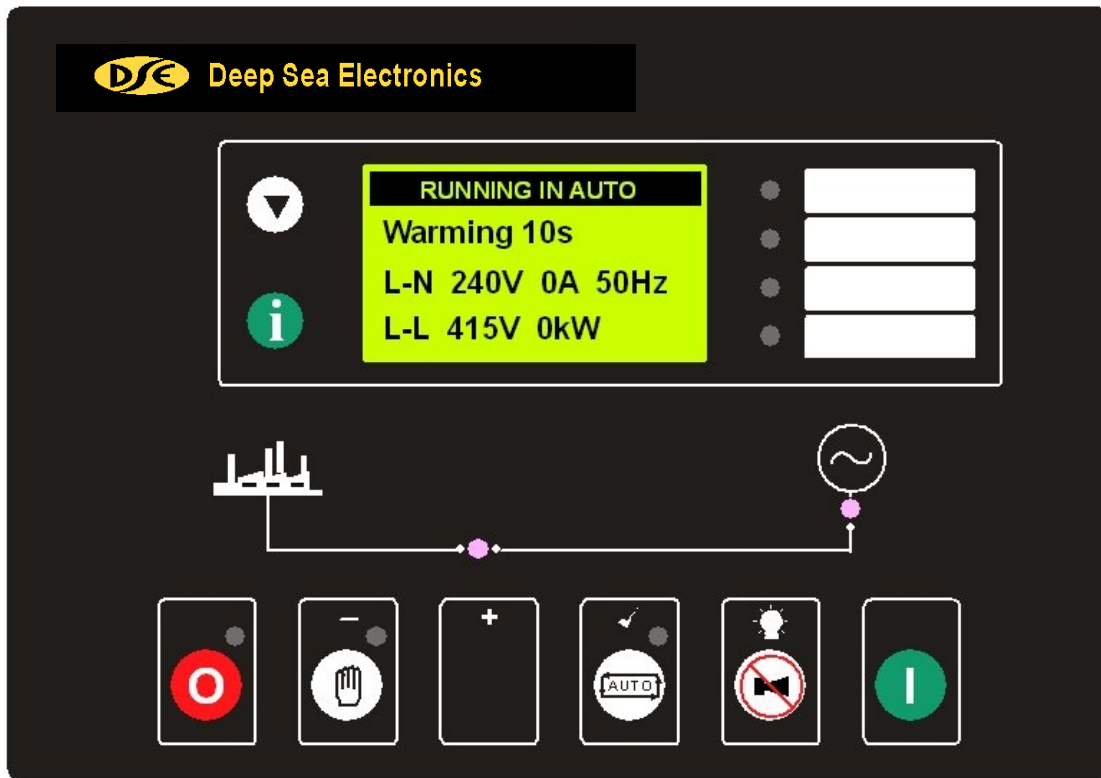 DSE Deep Sea Electronics
RUNNING IN AUTO
Warming 10s
L-N 240V 0A 50Hz
i
L-L 415V 0kW
− +
O AUTO I